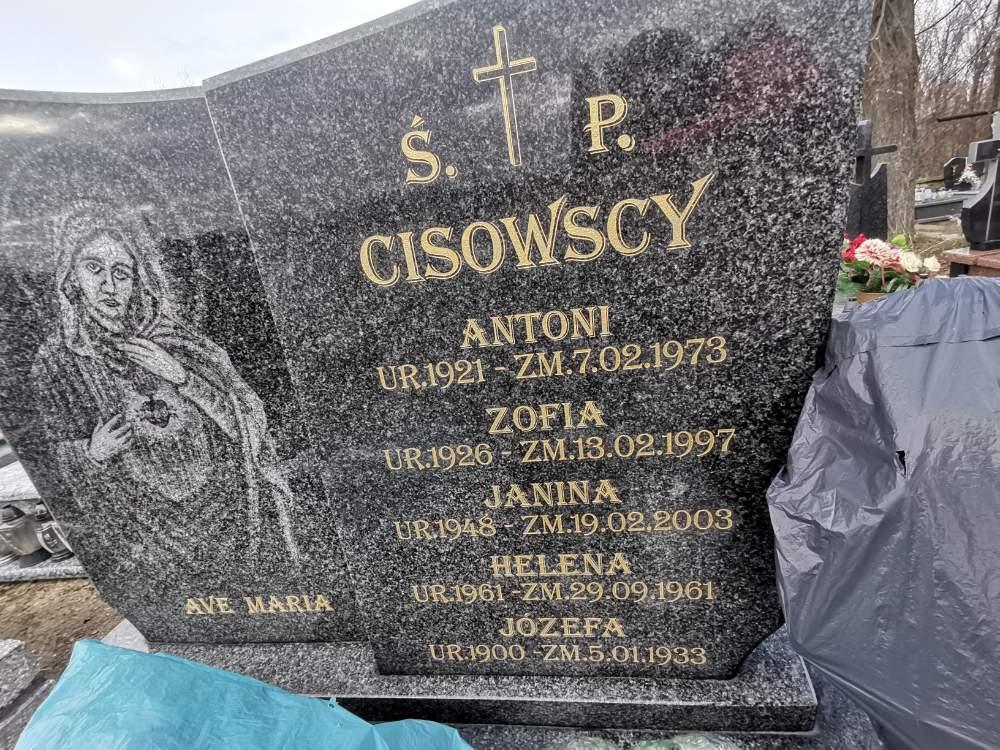 Ś. P.
CISOWSCY
ANTONI
UR.1921 - ZM.7.02.1973
ZOFIA
UR.1926 - ZM.13.02.1997
JANINA
UR.1948 - ZM.19.02.2003
HELENA
UR.1961 - ZM.29.09.1961
JÓZEFA
UR.1900 - ZM.5.01.1933
AVE MARIA